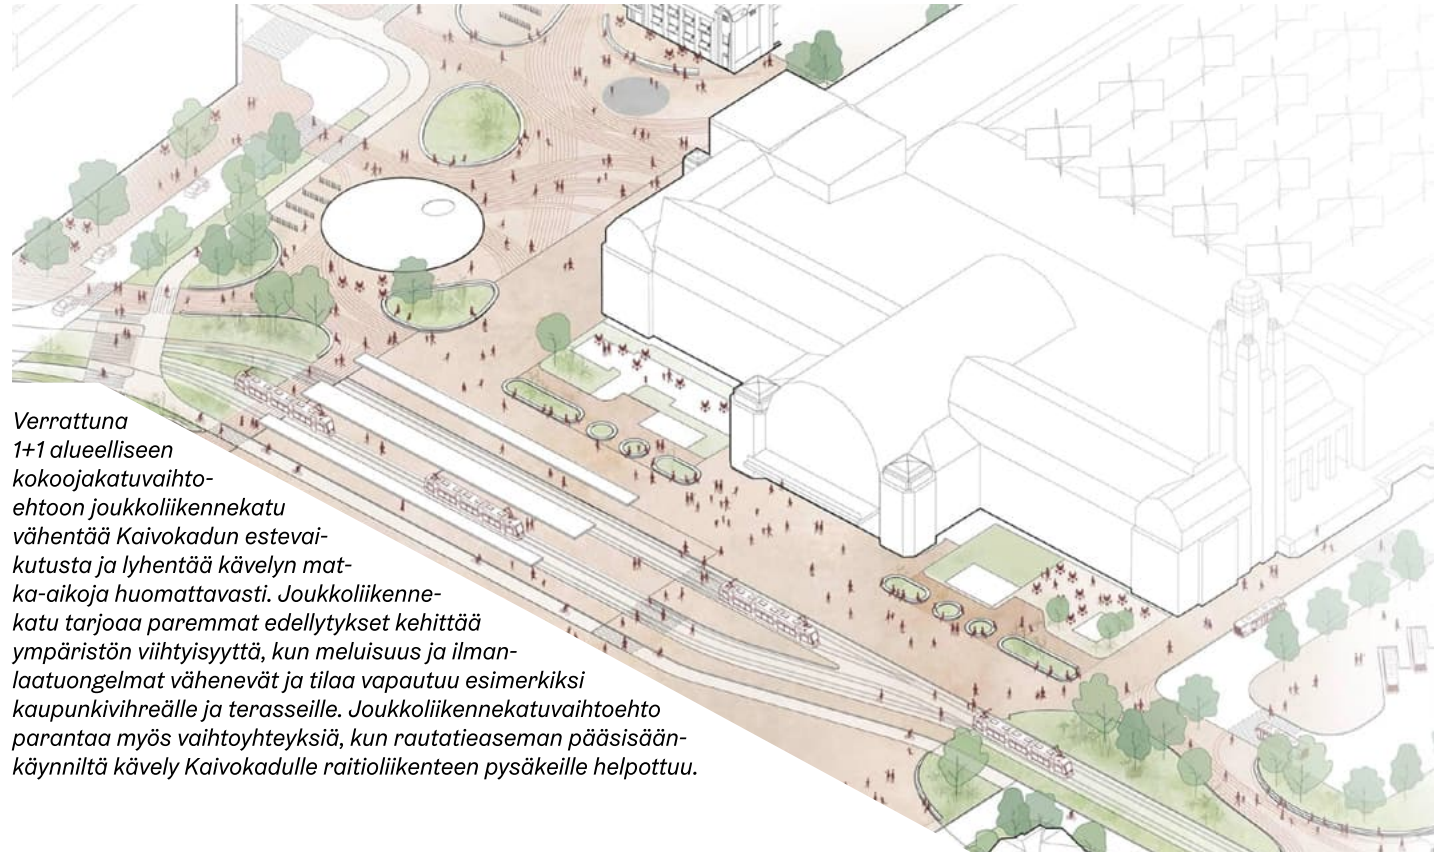 Verrattuna
1+1 alueelliseen
kokoojakatuvaihto-
ehtoon joukkoliikennekatu
vähentää Kaivokadun estevai-
kutusta ja lyhentää kävelyn mat-
ka-aikoja huomattavasti. Joukkoliikenne-
katu tarjoaa paremmat edellytykset kehittää
ympäristön viihtyisyyttä, kun meluisuus ja ilman-
laatuongelmat vähenevät ja tilaa vapautuu esimerkiksi
kaupunkivihreälle ja terasseille. Joukkoliikennekatuvaihtoehto
parantaa myös vaihtoyhteyksiä, kun rautatieaseman pääsisään-
käynniltä kävely Kaivokadulle raitioliikenteen pysäkeille helpottuu.